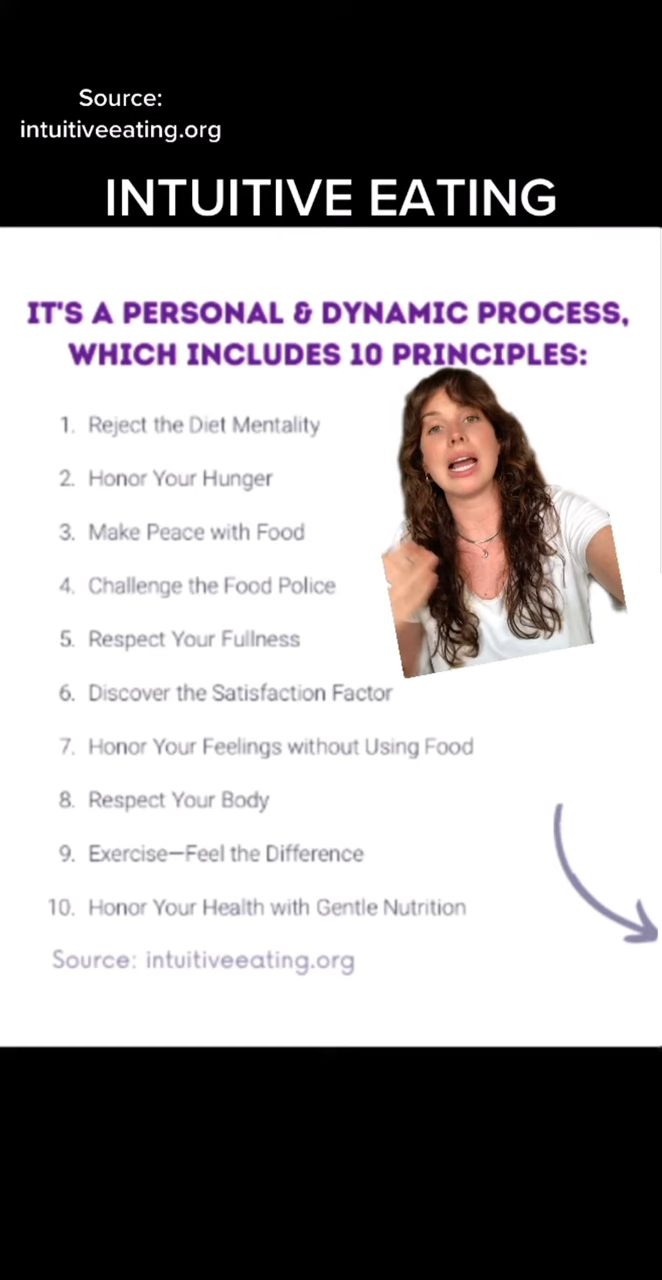 Source:
intuitiveeating.org
INTUITIVE EATING
IT'S A PERSONAL & DYNAMIC PROCESS,
WHICH INCLUDES 10 PRINCIPLES:
1. Reject the Diet Mentality
2. Honor Your Hunger
3. Make Peace with Food
4. Challenge the Food Police
5. Respect Your Fullness
6. Discover the Satisfaction Factor
7. Honor Your Feelings without Using Food
8. Respect Your Body
9. Exercise—Feel the Difference
10. Honor Your Health with Gentle Nutrition
Source: intuitiveeating.org